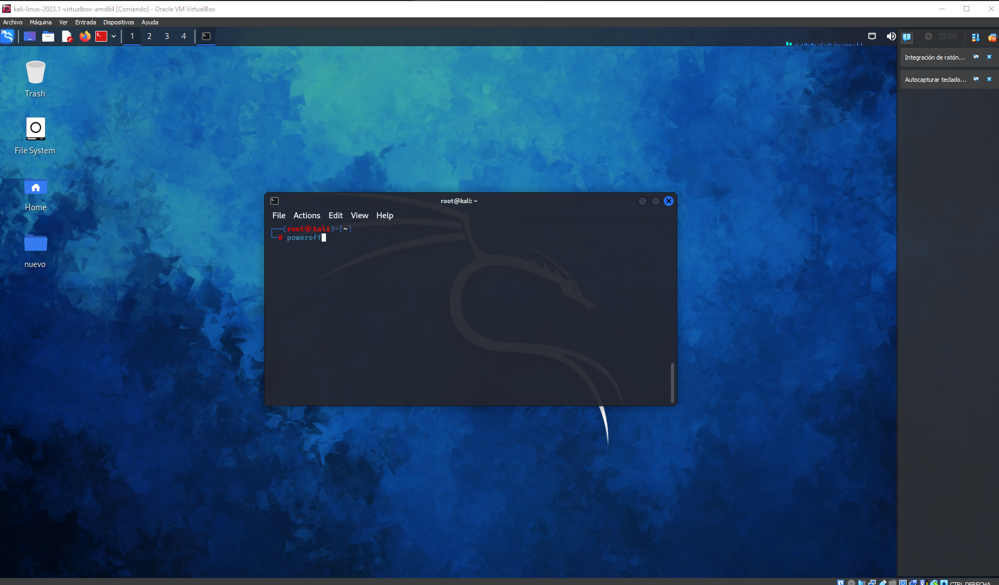 kali-linux-2023.1-virtualbox-amd64 [Corriendo] - Oracle VM VirtualBox
Archivo Máquina Ver Entrada Dispositivos Ayuda
1 2 3 4
15:06
Integración de ratón...
Autocapturar teclado...
Trash
File System
Home
nuevo
root@kali: ~
File Actions Edit View Help
┌──(root㉿kali)-[~]
└─# poweroff
CTRL DERECHA